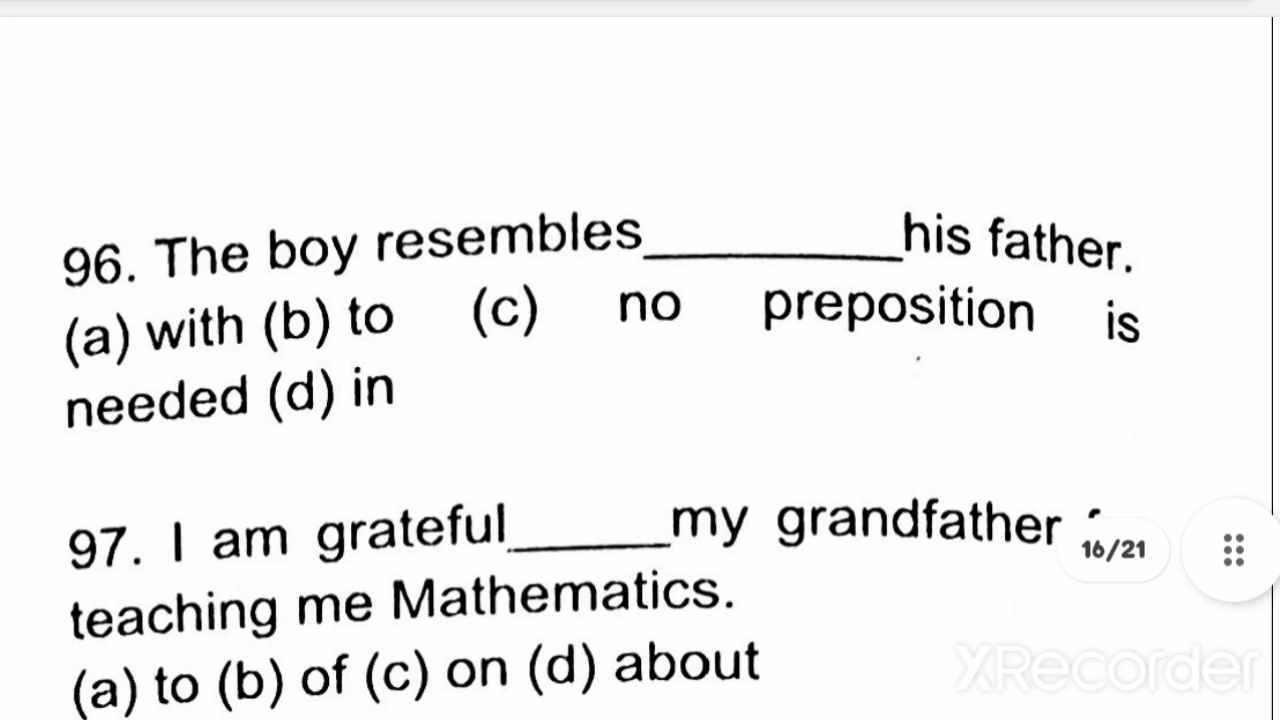 96. The boy resembles__________his father.
(a) with (b) to (c) no preposition is
needed (d) in
97. I am grateful______my grandfather
teaching me Mathematics.
(a) to (b) of (c) on (d) about
16/21
XRecorder